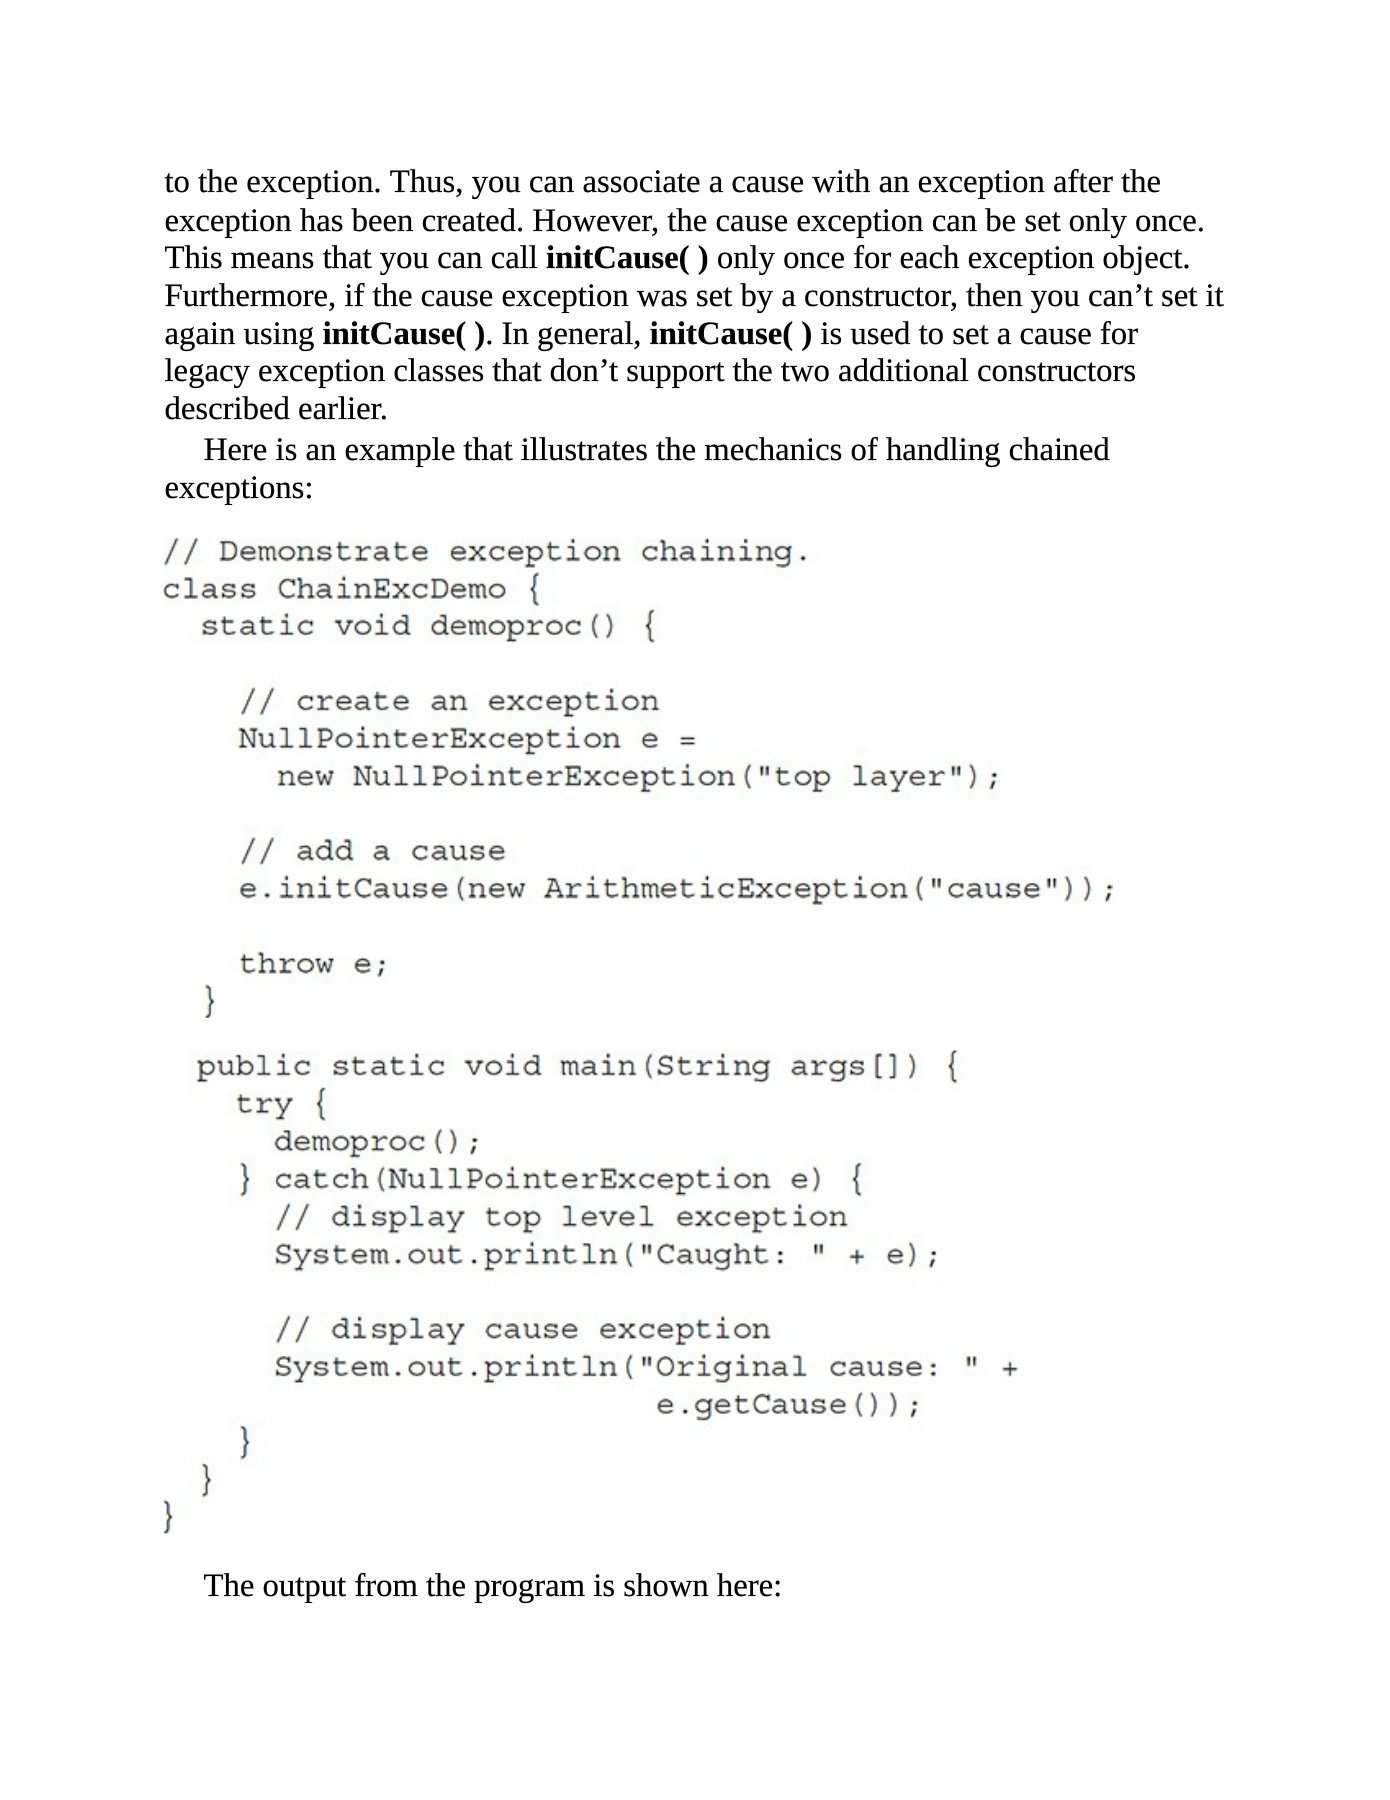 to the exception. Thus, you can associate a cause with an exception after the
exception has been created. However, the cause exception can be set only once.
This means that you can call initCause( ) only once for each exception object.
Furthermore, if the cause exception was set by a constructor, then you can’t set it
again using initCause( ). In general, initCause( ) is used to set a cause for
legacy exception classes that don’t support the two additional constructors
described earlier.
Here is an example that illustrates the mechanics of handling chained
exceptions:
// Demonstrate exception chaining.
class ChainExcDemo {
  static void demoproc() {

    // create an exception
    NullPointerException e =
      new NullPointerException("top layer");

    // add a cause
    e.initCause(new ArithmeticException("cause"));

    throw e;
  }

  public static void main(String args[]) {
    try {
      demoproc();
    } catch(NullPointerException e) {
      // display top level exception
      System.out.println("Caught: " + e);

      // display cause exception
      System.out.println("Original cause: " +
                          e.getCause());
    }
  }
}
The output from the program is shown here: